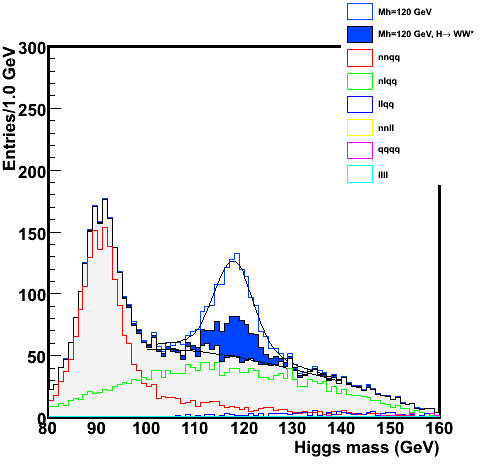 Mh=120 GeV
Mh=120 GeV, H→ WW*
nnqq
nlqq
llqq
nnll
qqqq
llll
Entries/1.0 GeV
300
250
200
150
100
50
0
80 90 100 110 120 130 140 150 160
Higgs mass (GeV)